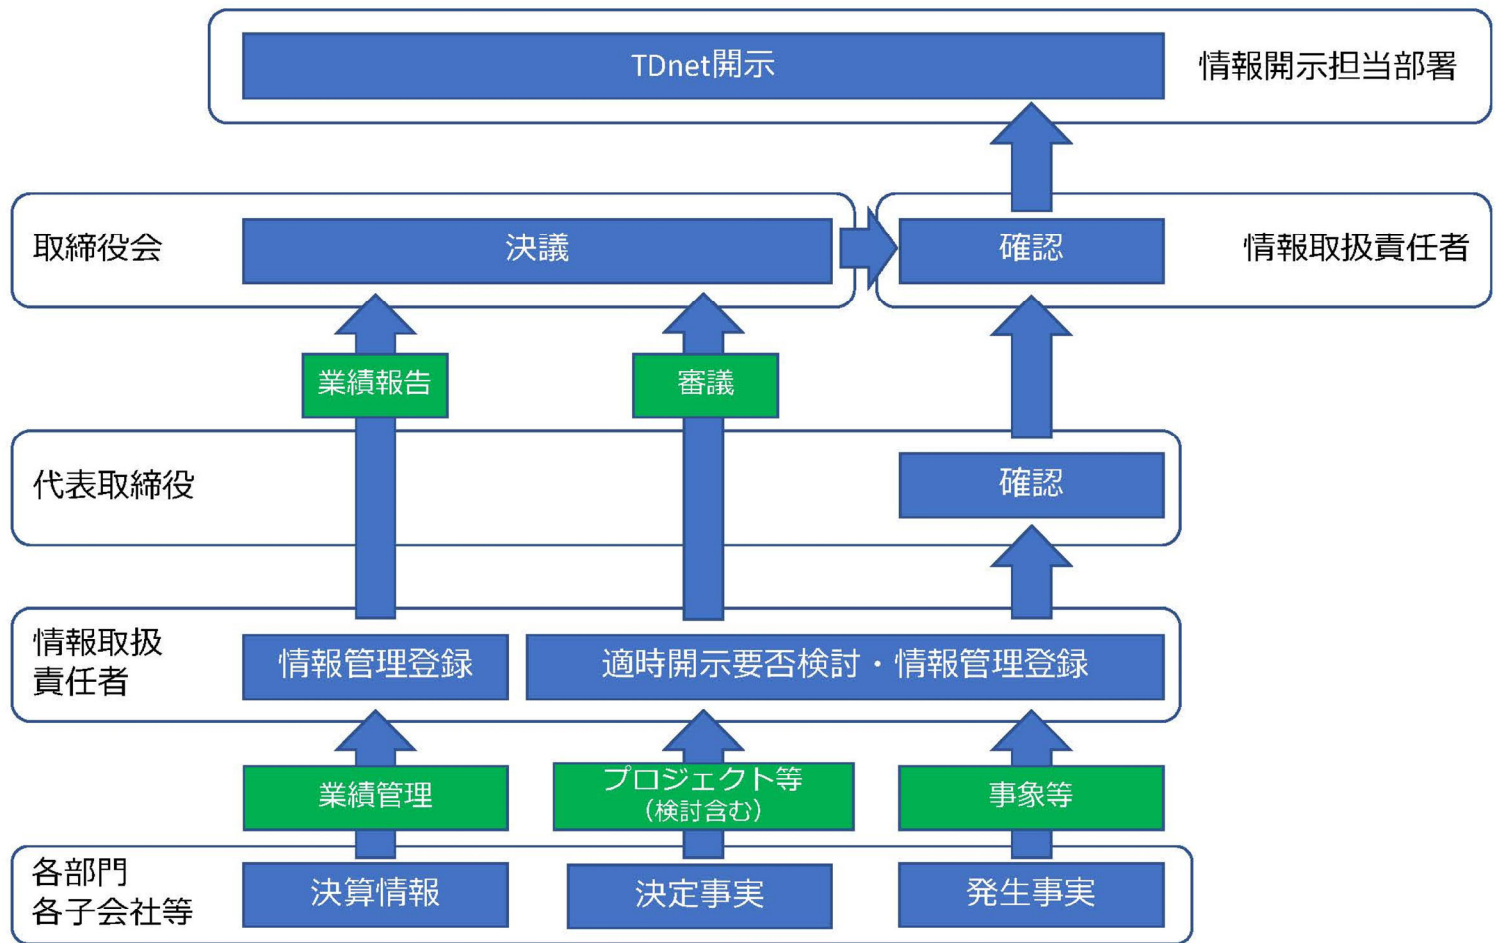 TDnet開示
情報開示担当部署
取締役会
決議
確認
情報取扱責任者
業績報告
審議
代表取締役
確認
情報取扱
責任者
情報管理登録
適時開示要否検討・情報管理登録
業績管理
プロジェクト等
（検討含む）
事象等
各部門
各子会社等
決算情報
決定事実
発生事実